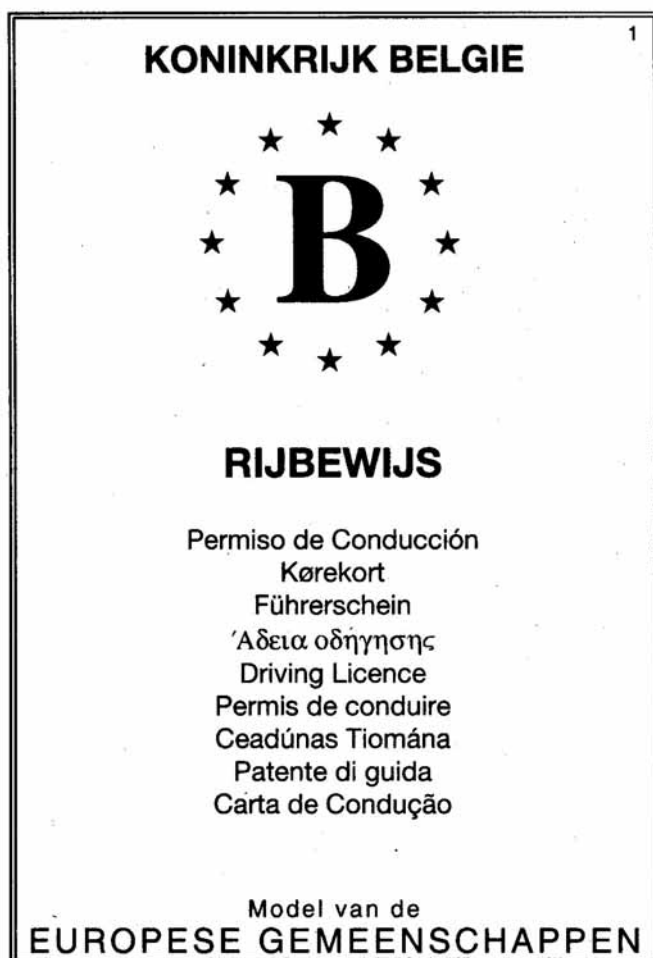 1
KONINKRIJK BELGIE
B
RIJBEWIJS
Permiso de Conducción
Kørekort
Führerschein
Άδεια οδήγησης
Driving Licence
Permis de conduire
Ceadúnas Tiomána
Patente di guida
Carta de Condução
Model van de
EUROPESE GEMEENSCHAPPEN